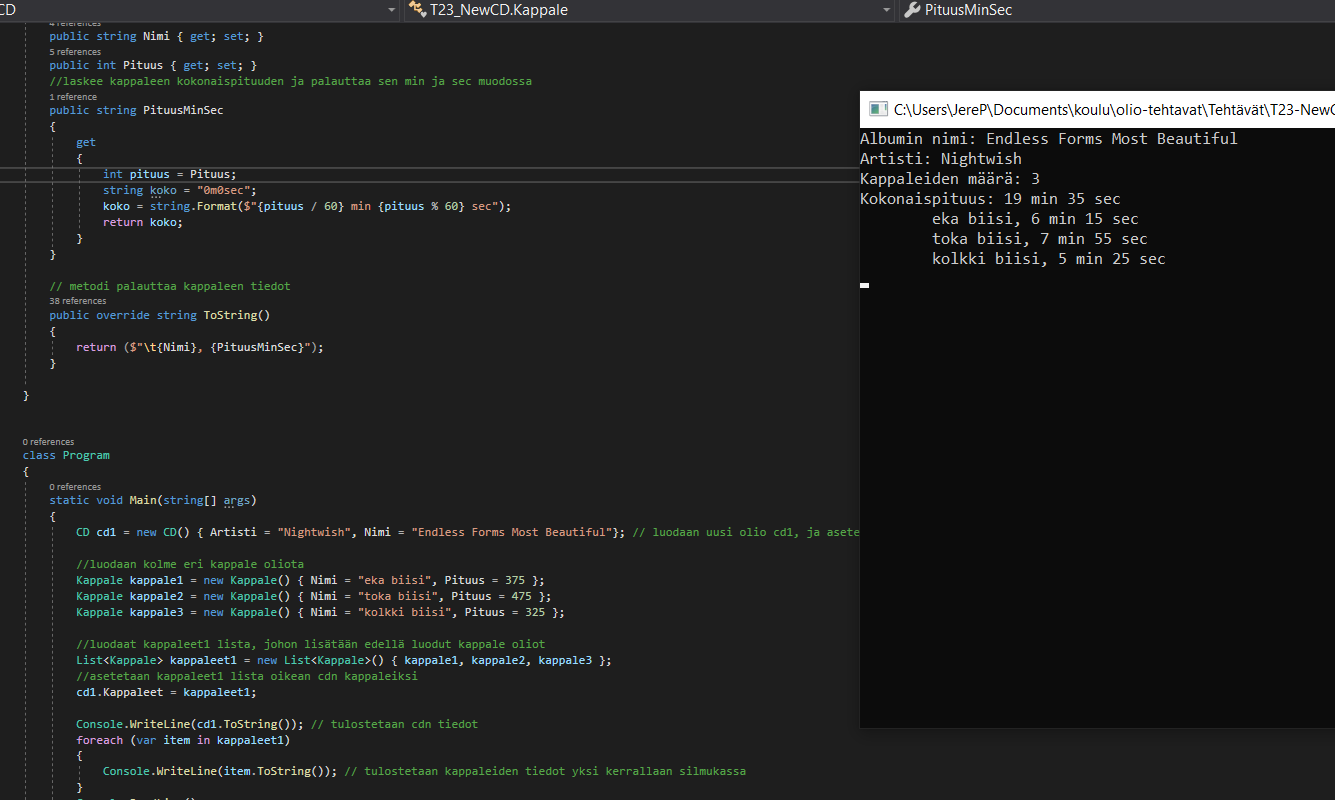 CD T23_NewCD.Kappale PituusMinSec
4 references
public string Nimi { get; set; }
5 references
public int Pituus { get; set; }
//laskee kappaleen kokonaispituuden ja palauttaa sen min ja sec muodossa
1 reference
public string PituusMinSec
{
get
{
int pituus = Pituus;
string koko = "0m0sec";
koko = string.Format($"{pituus / 60} min {pituus % 60} sec");
return koko;
}
}
// metodi palauttaa kappaleen tiedot
38 references
public override string ToString()
{
return ($"\t{Nimi}, {PituusMinSec}");
}
}
0 references
class Program
{
0 references
static void Main(string[] args)
{
CD cd1 = new CD() { Artisti = "Nightwish", Nimi = "Endless Forms Most Beautiful"}; // luodaan uusi olio cd1, ja asete
//luodaan kolme eri kappale oliota
Kappale kappale1 = new Kappale() { Nimi = "eka biisi", Pituus = 375 };
Kappale kappale2 = new Kappale() { Nimi = "toka biisi", Pituus = 475 };
Kappale kappale3 = new Kappale() { Nimi = "kolkki biisi", Pituus = 325 };
//luodaat kappaleet1 lista, johon lisätään edellä luodut kappale oliot
List<Kappale> kappaleet1 = new List<Kappale>() { kappale1, kappale2, kappale3 };
//asetetaan kappaleet1 lista oikean cdn kappaleiksi
cd1.Kappaleet = kappaleet1;
Console.WriteLine(cd1.ToString()); // tulostetaan cdn tiedot
foreach (var item in kappaleet1)
{
Console.WriteLine(item.ToString()); // tulostetaan kappaleiden tiedot yksi kerrallaan silmukassa
}
C:\Users\JereP\Documents\koulu\olio-tehtavat\Tehtävät\T23-NewC
Albumin nimi: Endless Forms Most Beautiful
Artisti: Nightwish
Kappaleiden määrä: 3
Kokonaispituus: 19 min 35 sec
eka biisi, 6 min 15 sec
toka biisi, 7 min 55 sec
kolkki biisi, 5 min 25 sec